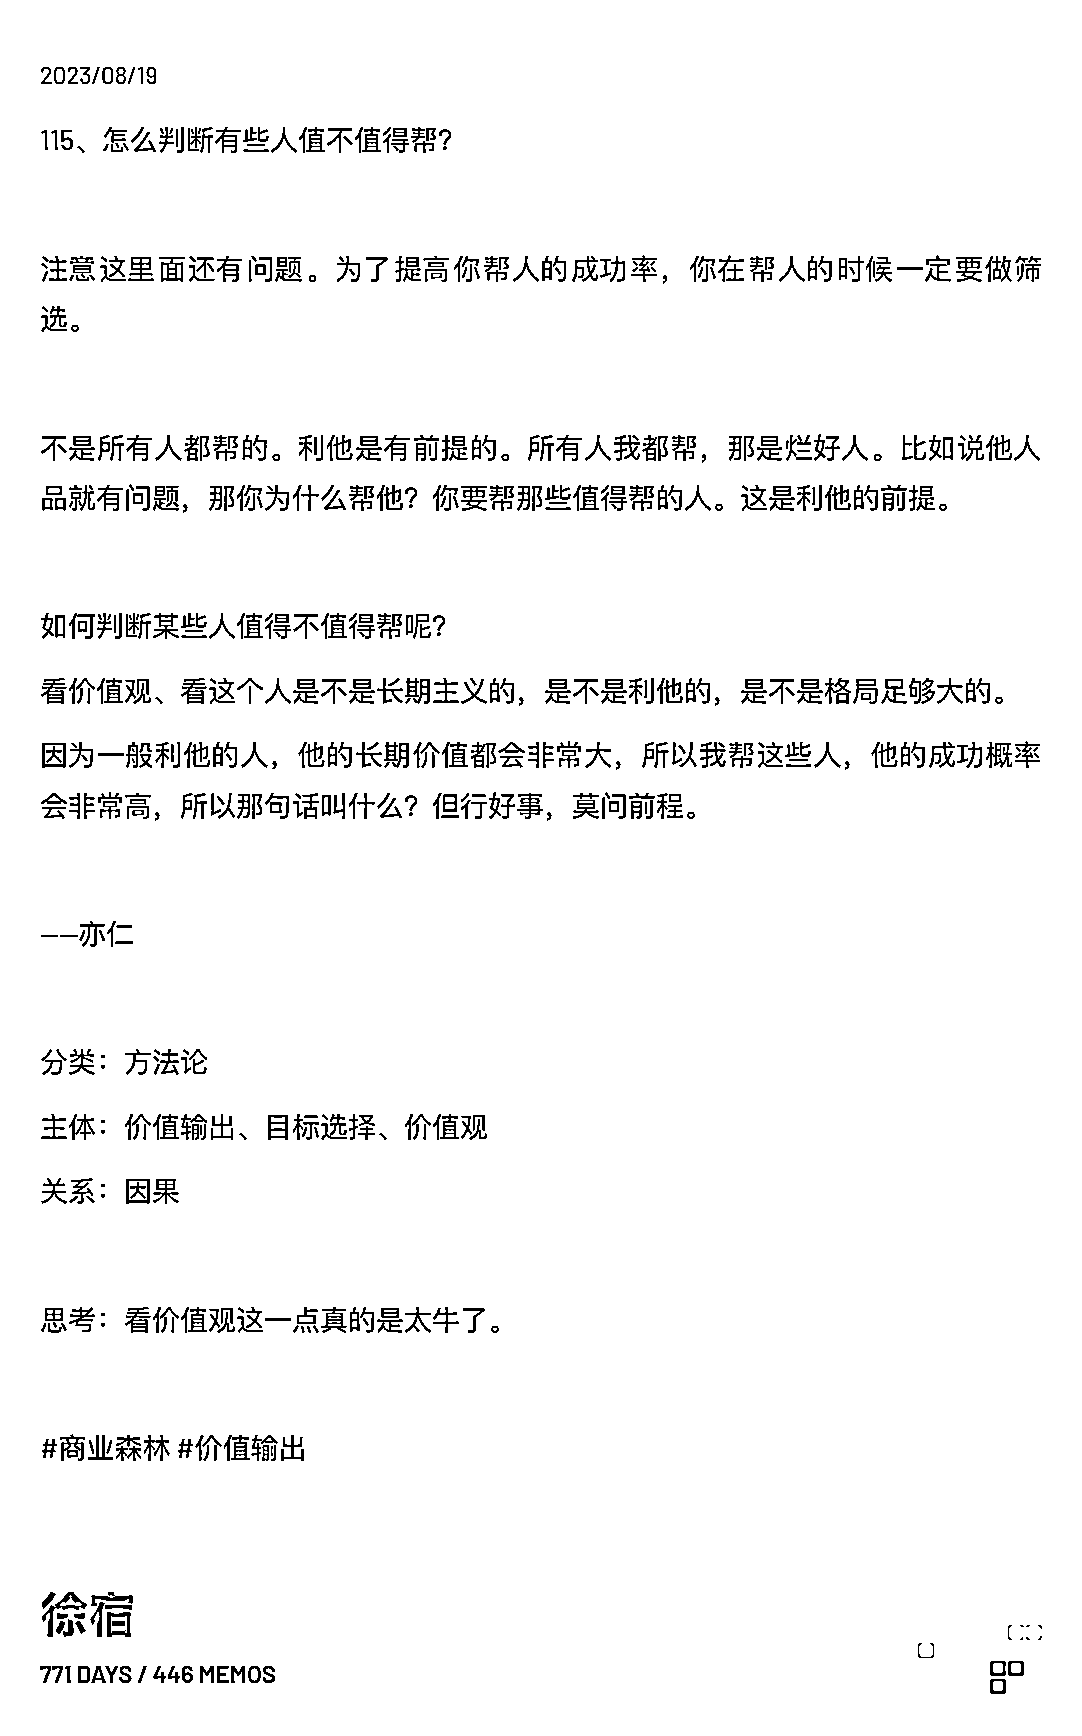 2023/08/19
115、怎么判断有些人值不值得帮？
注意这里面还有问题。为了提高你帮人的成功率，你在帮人的时候一定要做筛
选。
不是所有人都帮的。利他是有前提的。所有人我都帮，那是烂好人。比如说他人
品就有问题，那你为什么帮他？你要帮那些值得帮的人。这是利他的前提。
如何判断某些人值得不值得帮呢？
看价值观、看这个人是不是长期主义的，是不是利他的，是不是格局足够大的。
因为一般利他的人，他的长期价值都会非常大，所以我帮这些人，他的成功概率
会非常高，所以那句话叫什么？但行好事，莫问前程。
——亦仁
分类：方法论
主体：价值输出、目标选择、价值观
关系：因果
思考：看价值观这一点真的是太牛了。
#商业森林 #价值输出
徐宿
771 DAYS / 446 MEMOS